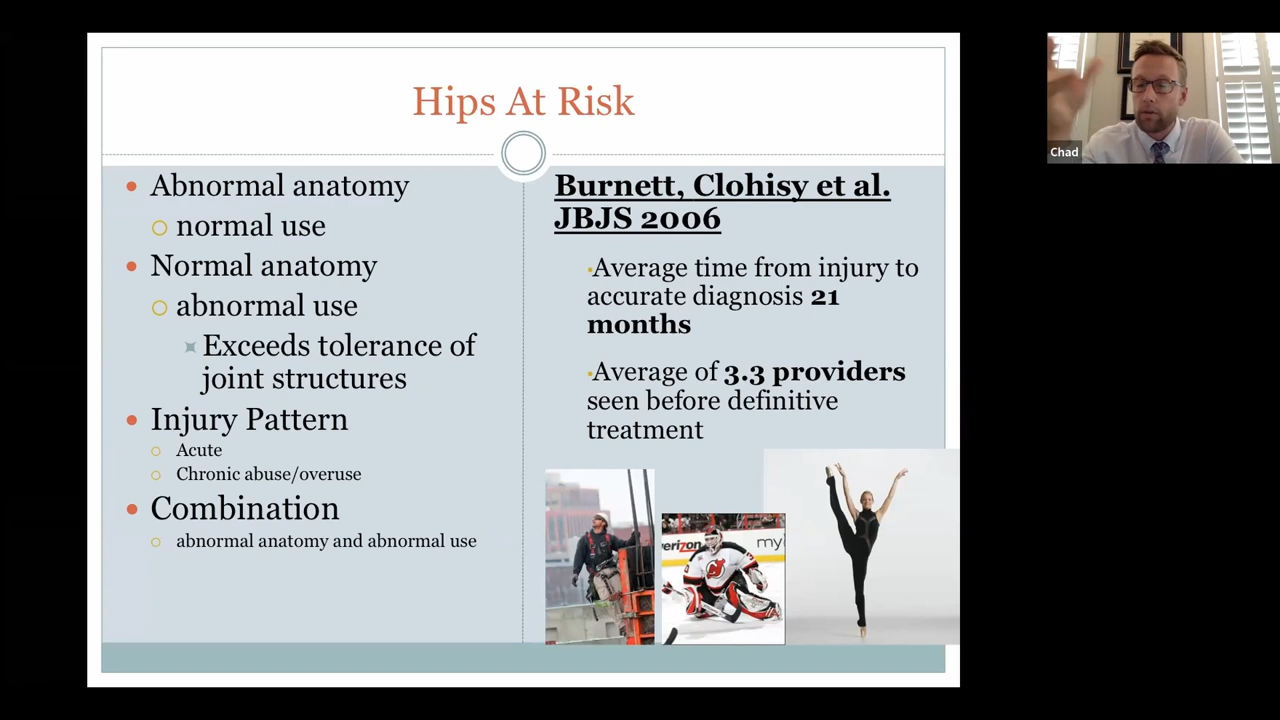 Hips At Risk
Abnormal anatomy
normal use
Normal anatomy
abnormal use
Exceeds tolerance of
joint structures
Injury Pattern
Acute
Chronic abuse/overuse
Combination
abnormal anatomy and abnormal use
Burnett, Clohisy et al.
JBJS 2006
Average time from injury to
accurate diagnosis 21
months
Average of 3.3 providers
seen before definitive
treatment
verizon
my
Chad